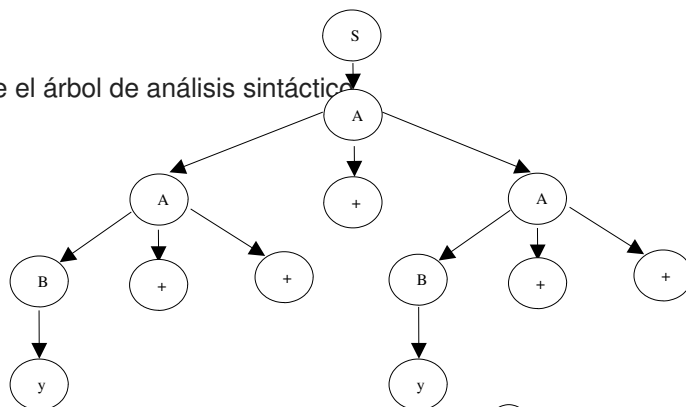 S
e el árbol de análisis sintáctico
A
A + A
B + + B + +
y y